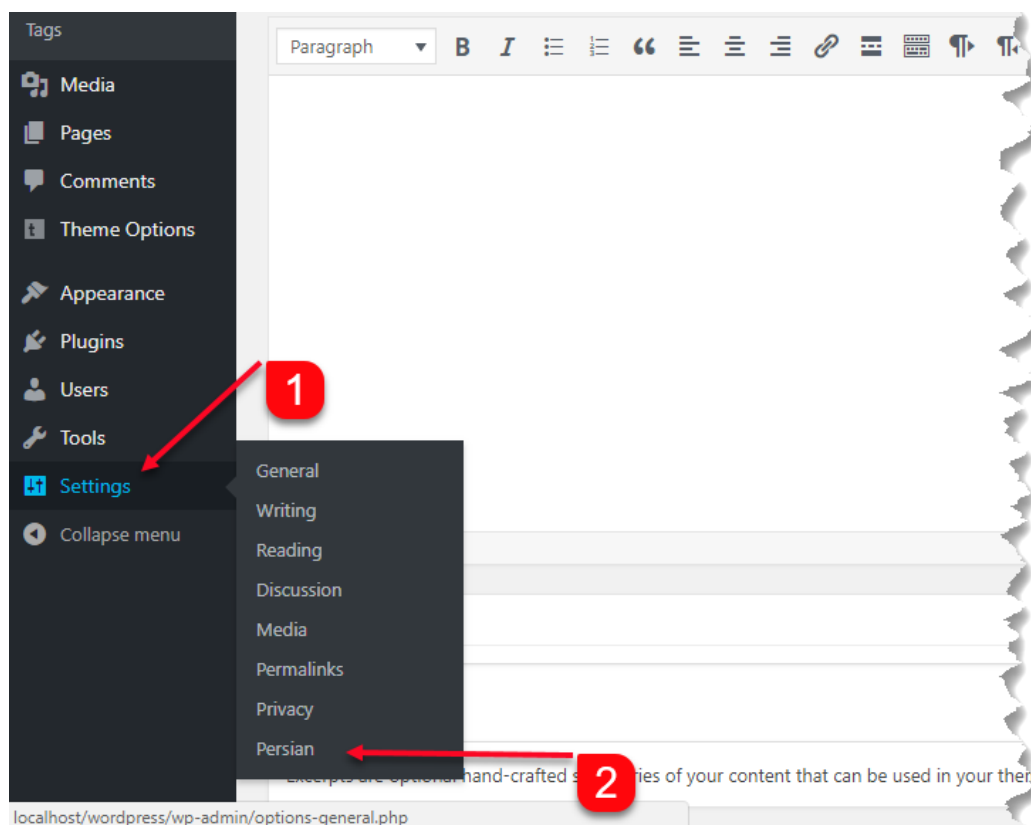 Tags
Media
Pages
Comments
Theme Options
Appearance
Plugins
Users
Tools
Settings
Collapse menu
Paragraph
B I
1
General
Writing
Reading
Discussion
Media
Permalinks
Privacy
Persian
2
Excerpts are optional hand-crafted of your content that can be used in your
localhost/wordpress/wp-admin/options-general.php